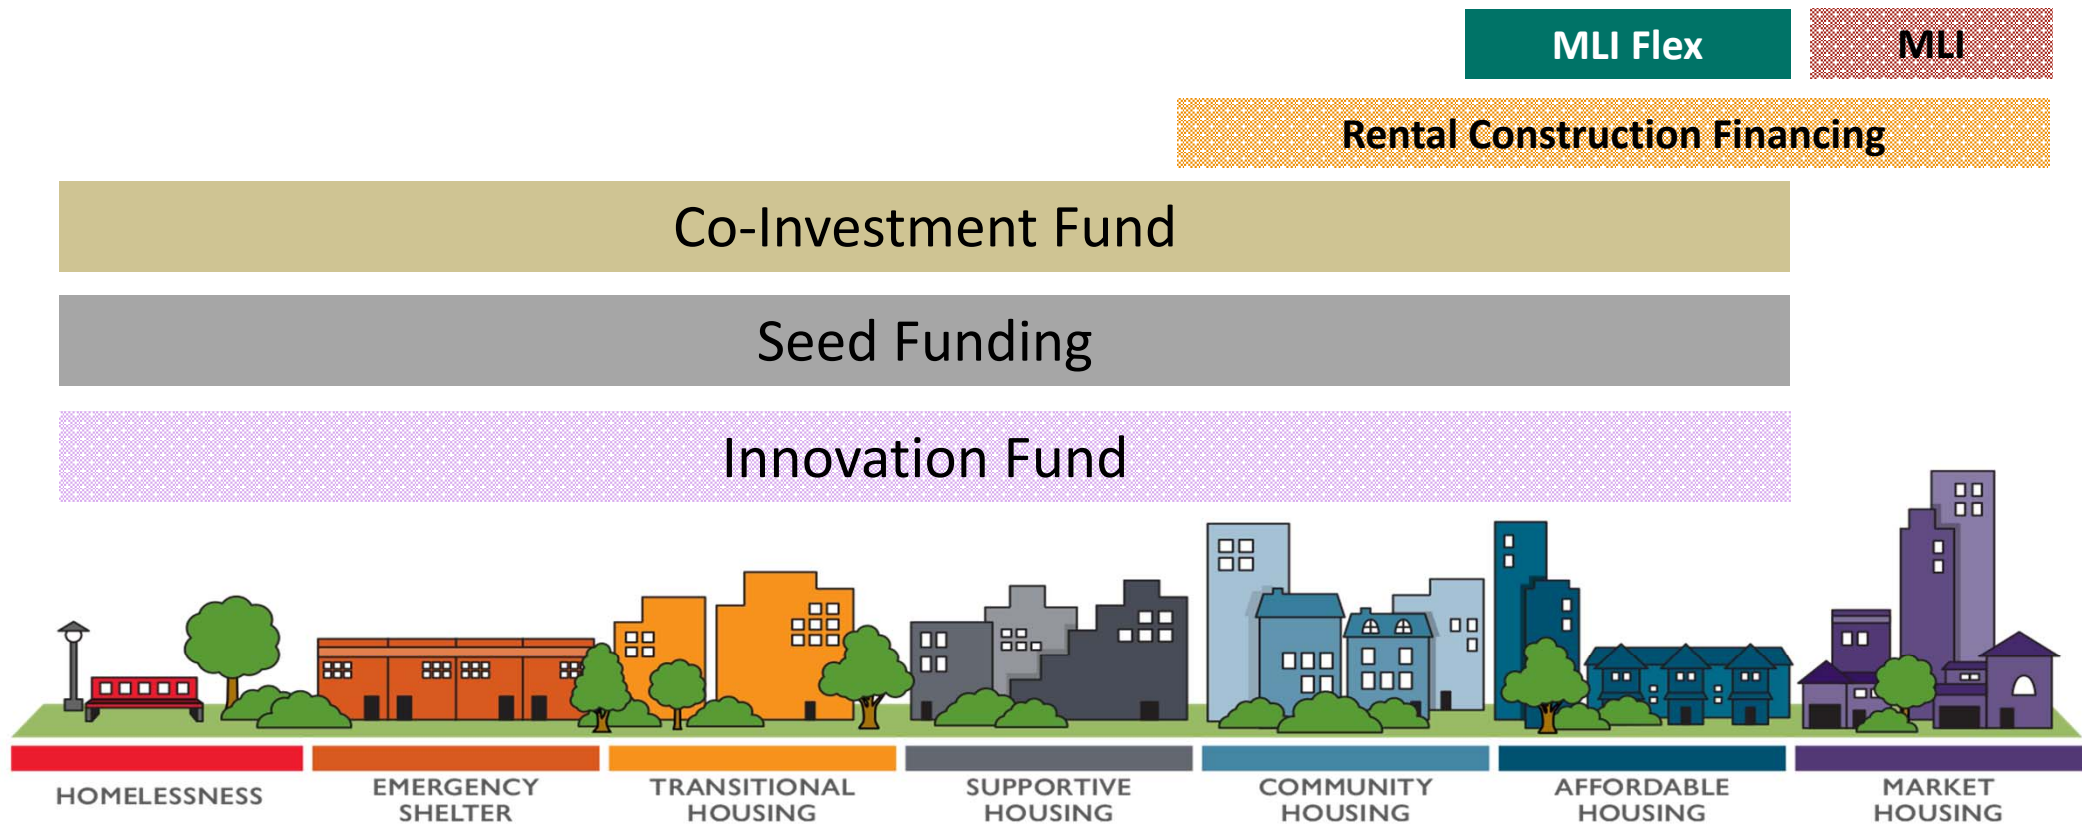 MLI Flex
MLI
Rental Construction Financing
Co-Investment Fund
Seed Funding
Innovation Fund
HOMELESSNESS
EMERGENCY
SHELTER
TRANSITIONAL
HOUSING
SUPPORTIVE
HOUSING
COMMUNITY
HOUSING
AFFORDABLE
HOUSING
MARKET
HOUSING